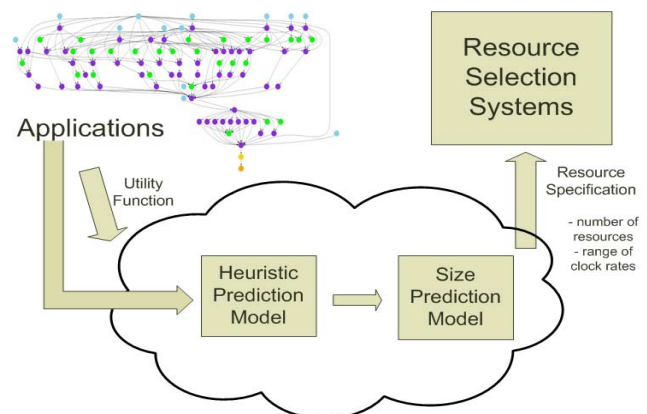 Applications
Resource
Selection
Systems
Utility
Function
Resource
Specification
- number of
resources
- range of
clock rates
Heuristic
Prediction
Model
Size
Prediction
Model